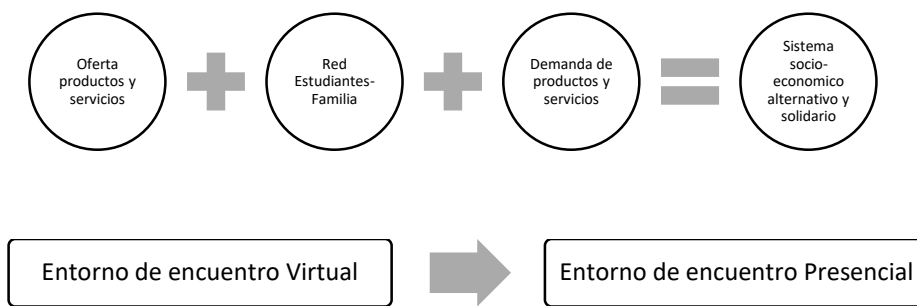 Oferta
productos y
servicios
Red
Estudiantes-
Familia
Demanda de
productos y
servicios
Sistema
socio-
economico
alternativo y
solidario
Entorno de encuentro Virtual
Entorno de encuentro Presencial